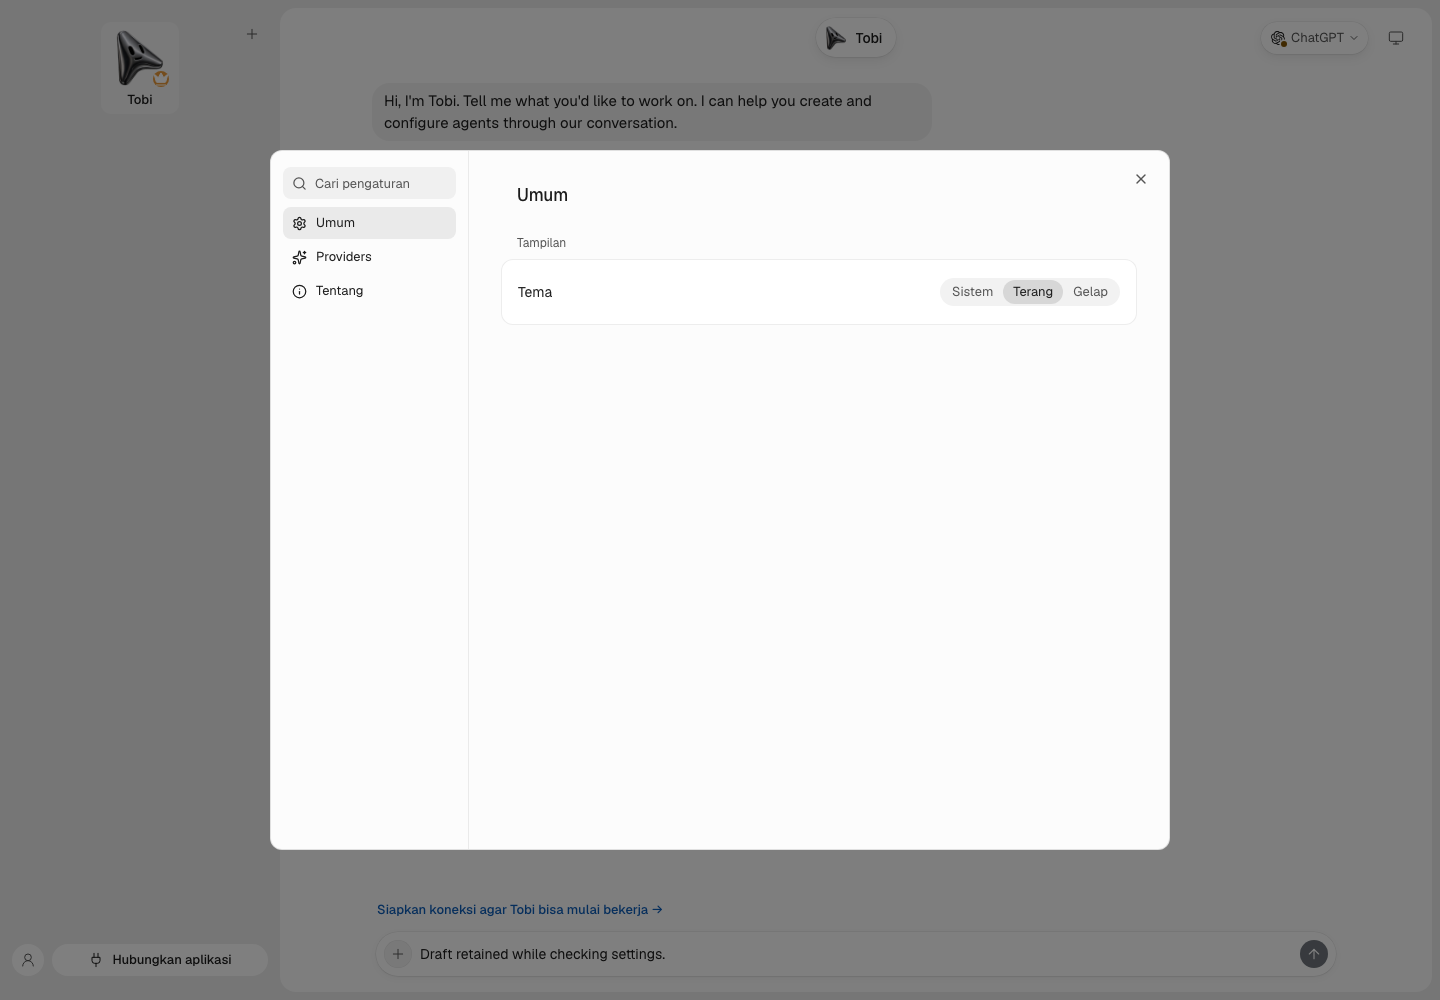 Tobi
Tobi
ChatGPT
Hi, I'm Tobi. Tell me what you'd like to work on. I can help you create and
configure agents through our conversation.
Cari pengaturan
Umum
Providers
Tentang
Umum
Tampilan
Tema
Sistem
Terang
Gelap
Siapkan koneksi agar Tobi bisa mulai bekerja →
Hubungkan aplikasi
Draft retained while checking settings.